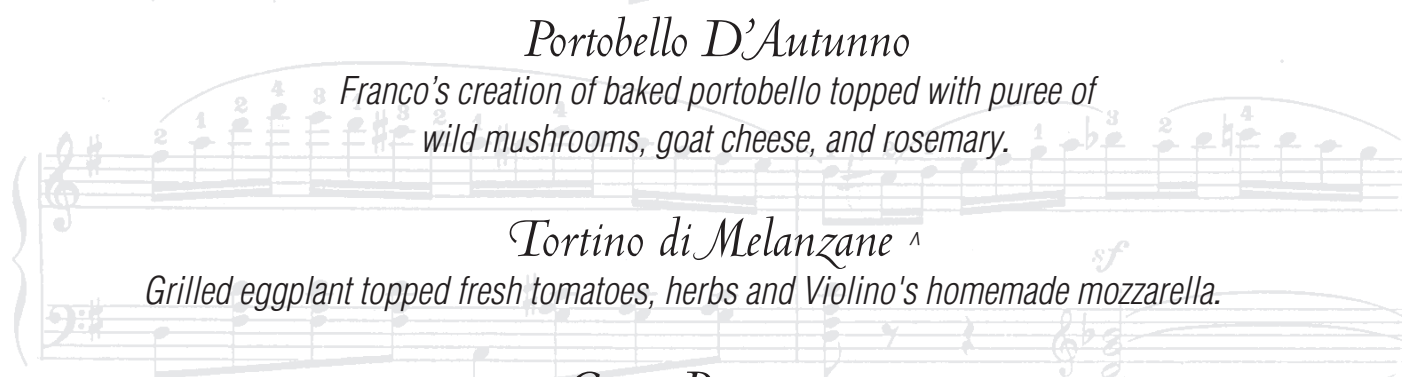 Portobello D’Autunno
Franco’s creation of baked portobello topped with puree of
wild mushrooms, goat cheese, and rosemary.
Tortino di Melanzane ^
Grilled eggplant topped fresh tomatoes, herbs and Violino's homemade mozzarella.